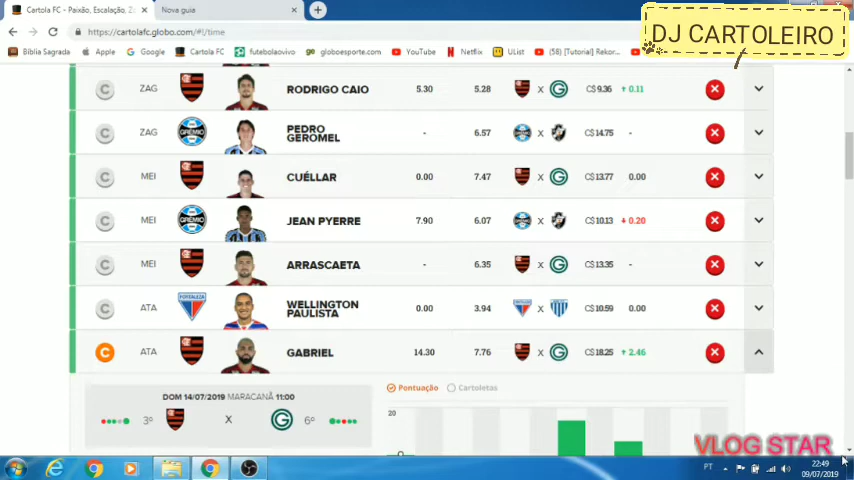 Cartola FC - Paixão, Escalação, Zu
Nova guia
DJ CARTOLEIRO
https://cartolafc.globo.com/#!/time
Bíblia Sagrada
Apple
Google
Cartola FC
futebolaovivo
globoesporte.com
YouTube
Netflix
UList
(58) [Tutorial] Rekor...
ZAG RODRIGO CAIO 5.30 5.28 X C$ 9.36 0.11
ZAG PEDRO GEROMEL - 6.57 X C$ 14.75 -
C MEI CUÉLLAR 0.00 7.47 X C$ 13.77 0.00
C MEI JEAN PYERRE 7.90 6.07 X C$ 10.13 0.20
C MEI ARRASCAETA - 6.35 X C$ 13.35 -
C ATA WELLINGTON PAULISTA 0.00 3.94 X C$ 10.59 0.00
C ATA GABRIEL 14.30 7.76 X C$ 18.25 2.46
DOM 14/07/2019 MARACANÃ 11:00
3º X 6º
Pontuação Cartoletas
20
VLOG STAR
PT
22:49
09/07/2019